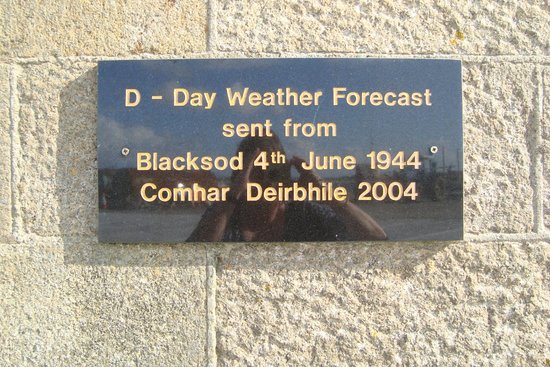 D - Day Weather Forecast
sent from
Blacksod 4th June 1944
Comhar Deirbhile 2004